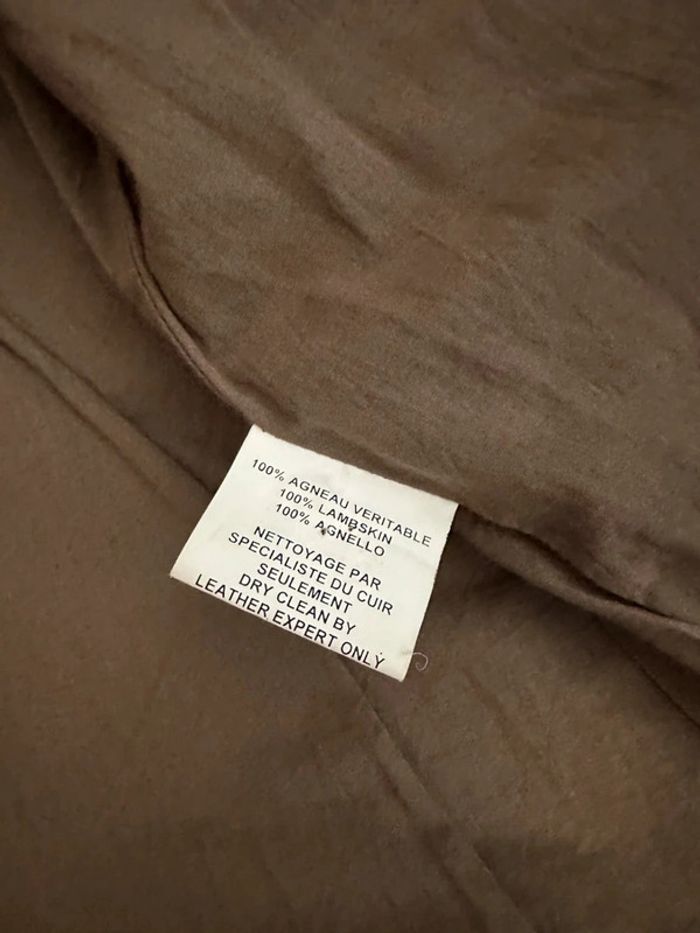 100% AGNEAU VERITABLE
100% LAMBSKIN
100% AGNELLO
NETTOYAGE PAR
SPECIALISTE DU CUIR
SEULEMENT
DRY CLEAN BY
LEATHER EXPERT ONLY